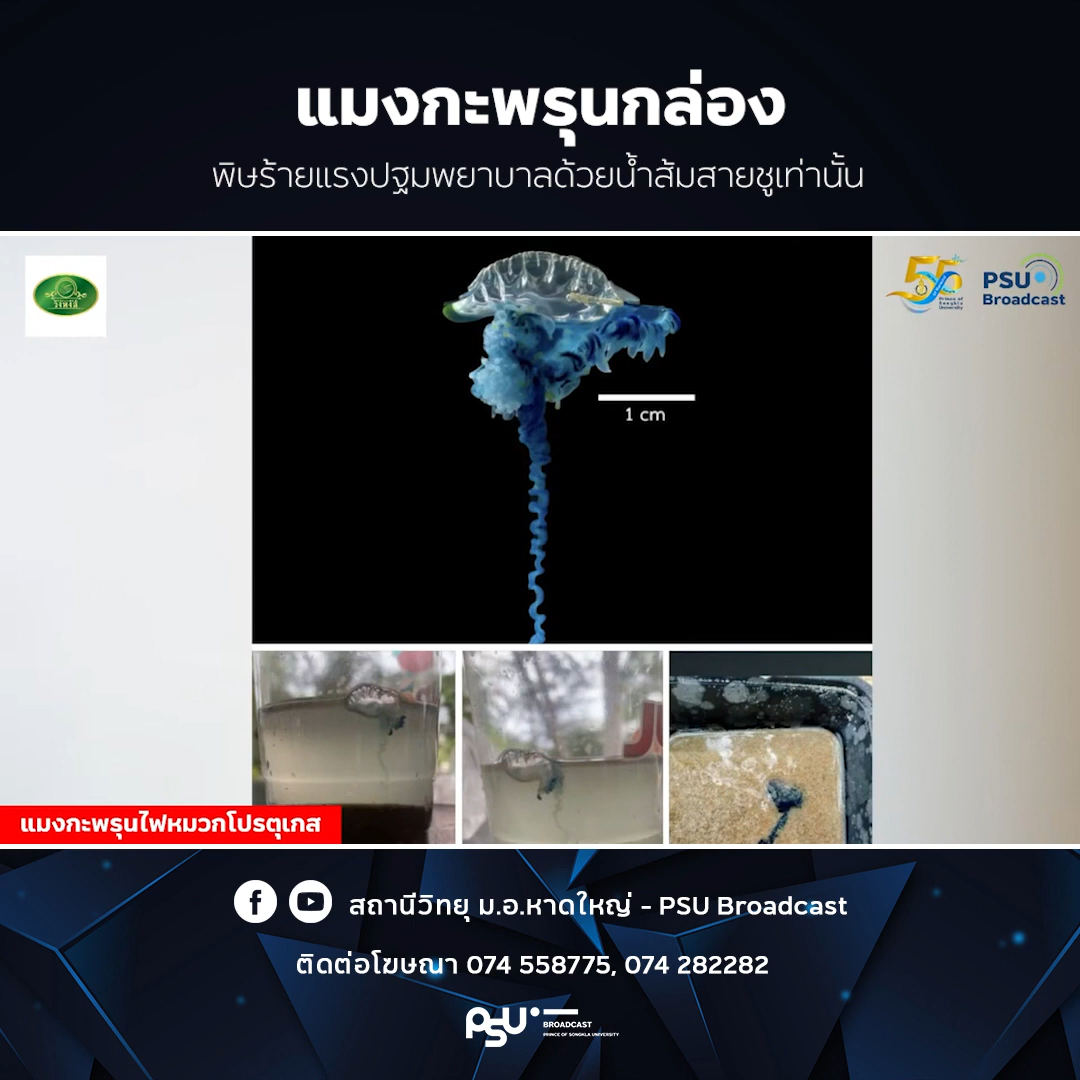 แมงกะพรุนกล่อง
พิษร้ายแรงปฐมพยาบาลด้วยน้ำส้มสายชูเท่านั้น
55th
Prince of
Songkla
University
PSU
Broadcast
1 cm
แมงกะพรุนไฟหมวกโปรตุเกส
สถานีวิทยุ ม.อ.หาดใหญ่ - PSU Broadcast
ติดต่อโฆษณา 074 558775, 074 282282
PSU
BROADCAST
PRINCE OF SONGKLA UNIVERSITY